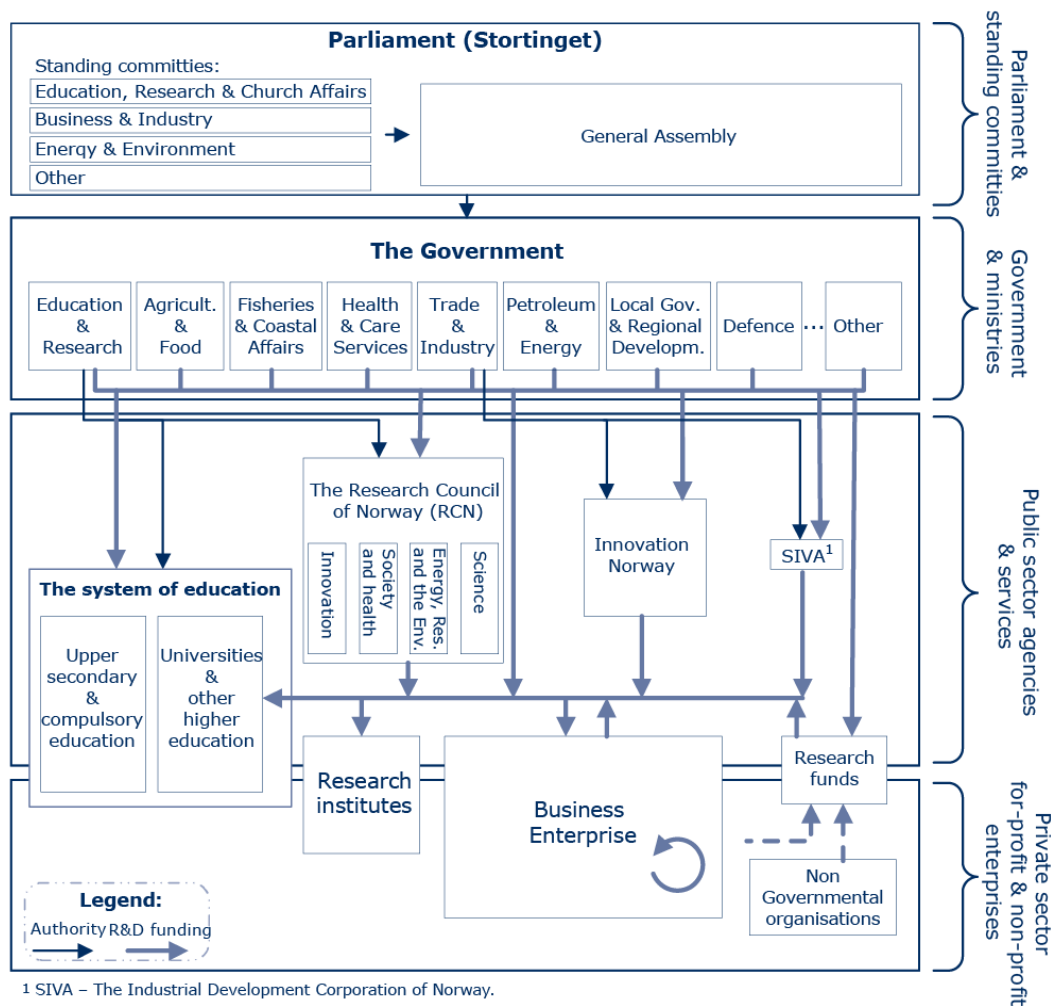 Parliament (Stortinget)
Standing committees:
Education, Research & Church Affairs
Business & Industry
Energy & Environment
Other
General Assembly
Parliament &
standing committees
The Government
Education
&
Research
Agricult.
&
Food
Fisheries
& Coastal
Affairs
Health
& Care
Services
Trade
&
Industry
Petroleum
&
Energy
Local Gov.
& Regional
Developm.
Defence
...
Other
Government
& ministries
The Research Council
of Norway (RCN)
Innovation
Society
and health
Energy, Res.
and the Env.
Science
Innovation
Norway
SIVA1
Public sector agencies
& services
The system of education
Upper
secondary
&
compulsory
education
Universities
&
other
higher
education
Research
institutes
Business
Enterprise
Research
funds
Non
Governmental
organisations
Private sector
for-profit & non-profit
enterprises
Legend:
Authority
R&D funding
1 SIVA – The Industrial Development Corporation of Norway.